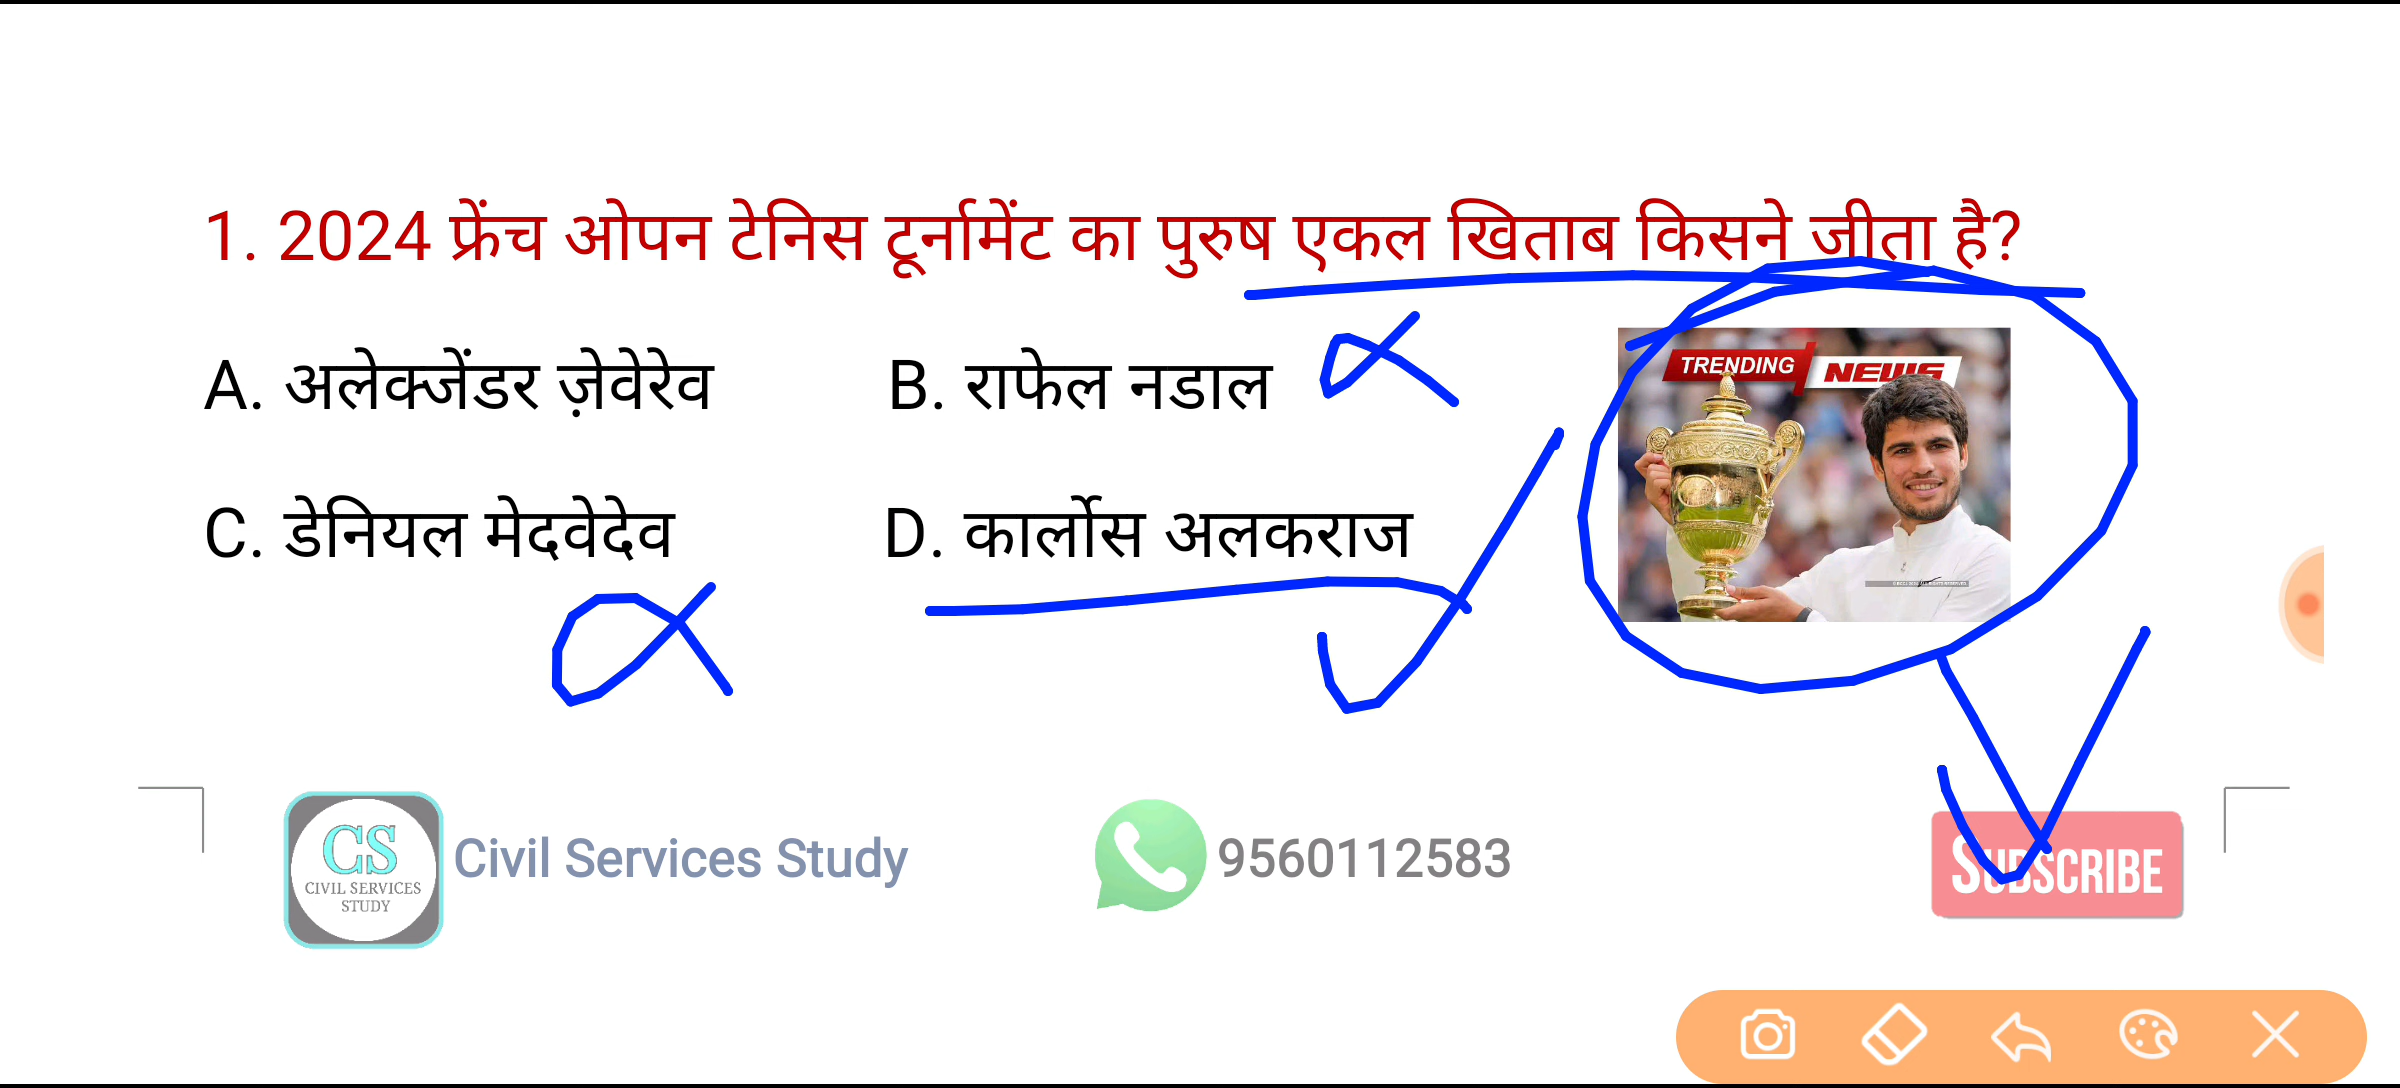 1. 2024 फ्रेंच ओपन टेनिस टूर्नामेंट का पुरुष एकल खिताब किसने जीता है?
A. अलेक्जेंडर ज़ेवेरेव B. राफेल नडाल
TRENDING NEWS
C. डेनियल मेदवेदेव D. कार्लोस अलकराज
CS
CIVIL SERVICES
STUDY
Civil Services Study
9560112583
SUBSCRIBE